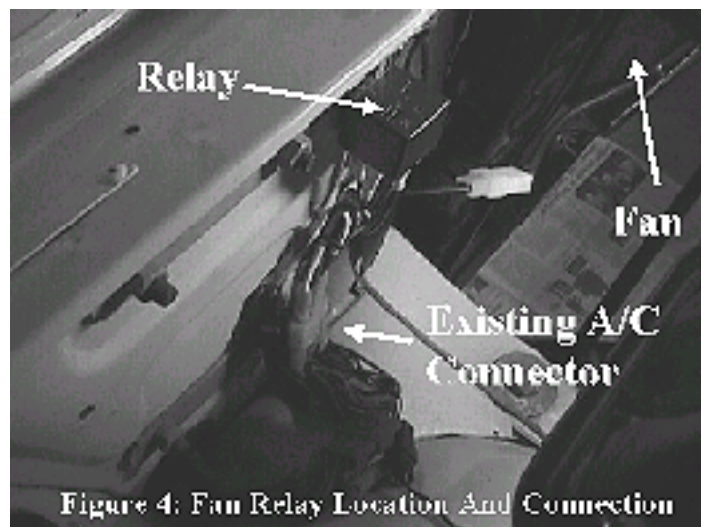 Relay
Fan
Existing A/C
Connector
Figure 4: Fan Relay Location And Connection